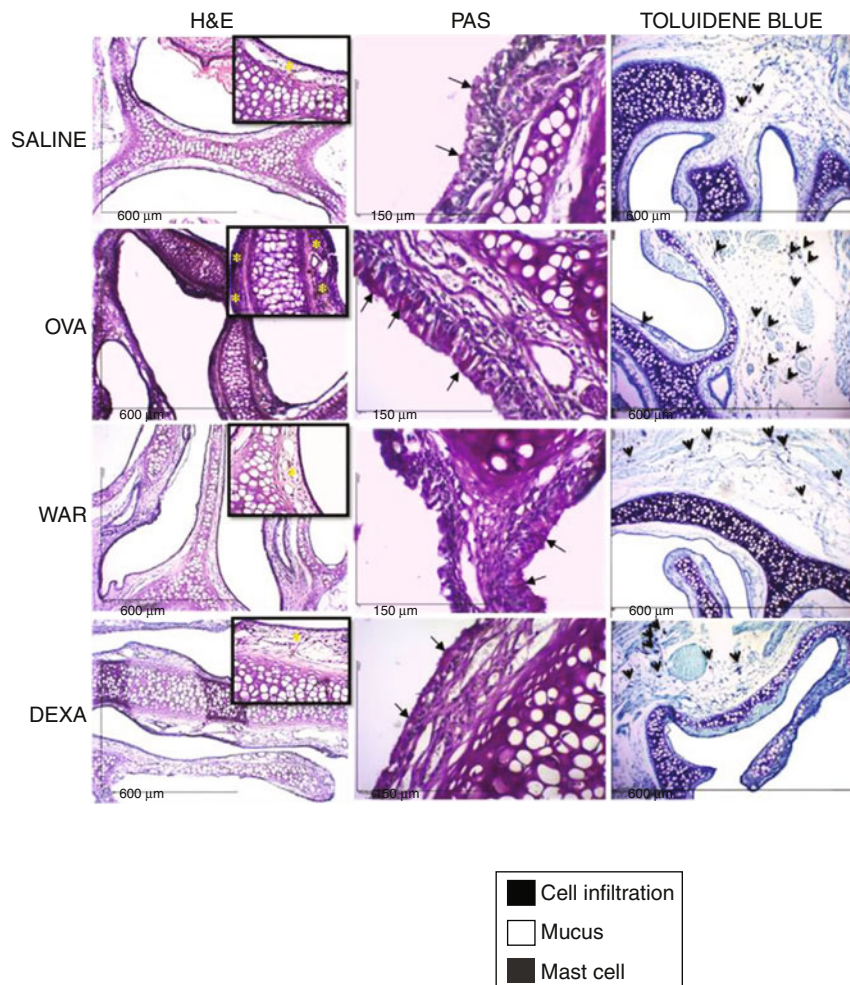 H&E PAS TOLUIDENE BLUE
SALINE
600 µm 150 µm 600 µm
OVA
600 µm 150 µm 600 µm
WAR
600 µm 150 µm 600 µm
DEXA
600 µm 150 µm 600 µm
Cell infiltration
Mucus
Mast cell